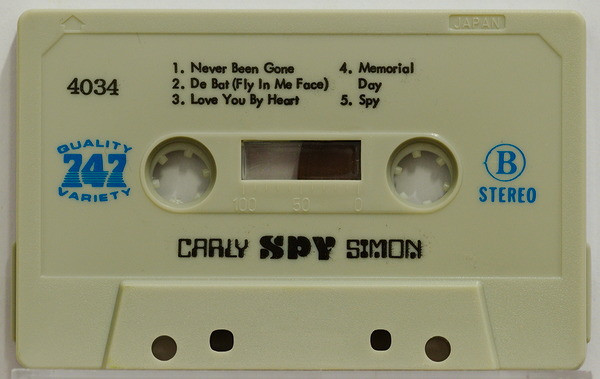 JAPAN
4034
1. Never Been Gone
2. De Bat (Fly In Me Face)
3. Love You By Heart
4. Memorial
Day
5. Spy
QUALITY
747
VARIETY
B
STEREO
100 50 0
CARLY SPY SIMON